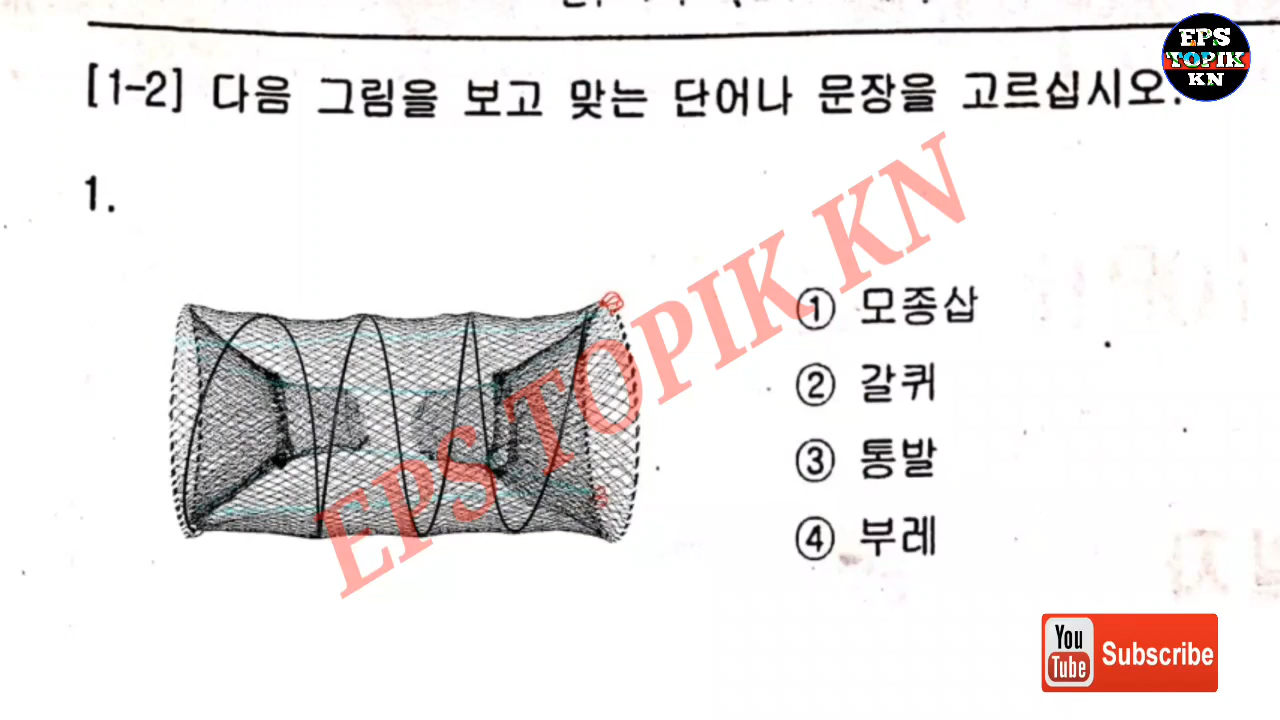 EPS
TOPIK
KN
[1-2] 다음 그림을 보고 맞는 단어나 문장을 고르십시오.
1.
① 모종삽
② 갈퀴
③ 통발
④ 부레
EPS TOPIK KN
You
Tube
Subscribe